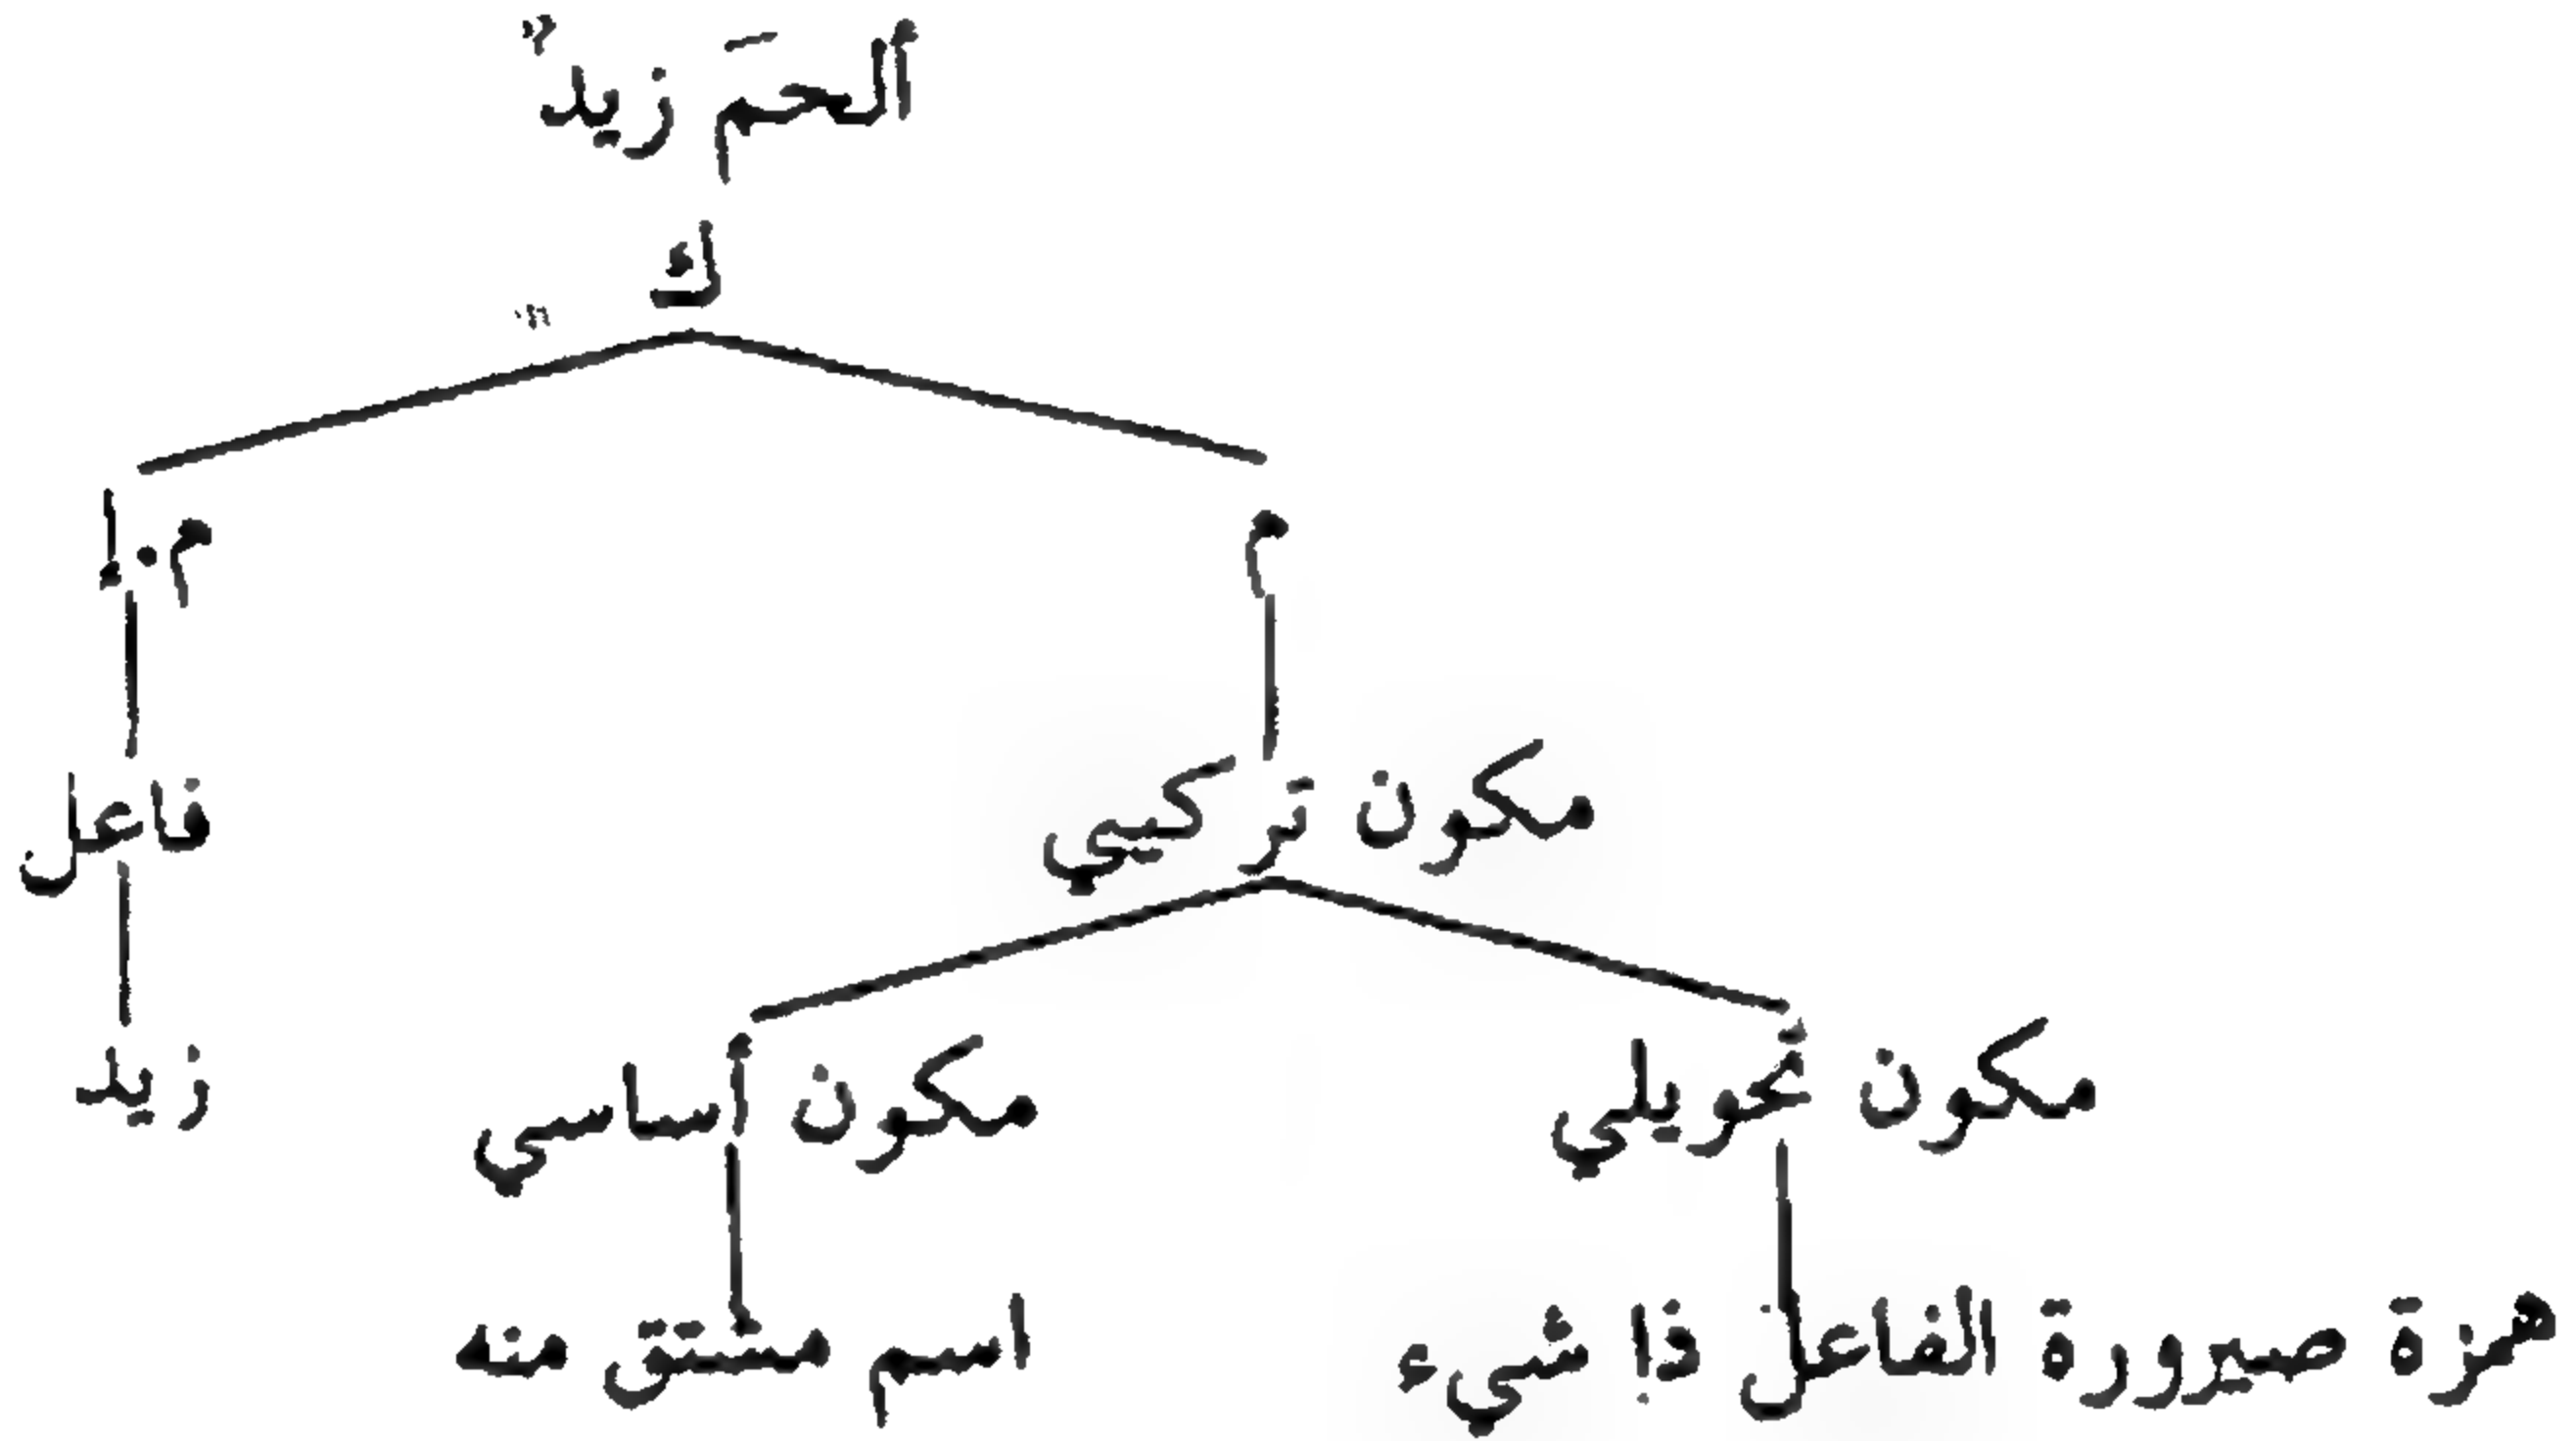 ألحمَ زيدٌ
ك
م م.إ
مكون تركيبي فاعل
مكون تحويلي مكون أساسي زيد
همزة صيرورة الفاعل ذا شيء اسم مشتق منه